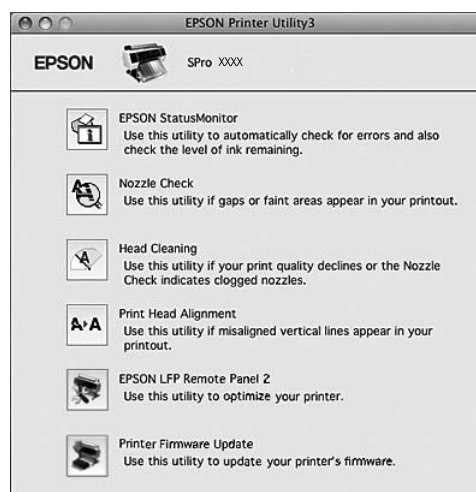 EPSON Printer Utility3
EPSON
SPro XXXX
EPSON StatusMonitor
Use this utility to automatically check for errors and also
check the level of ink remaining.
Nozzle Check
Use this utility if gaps or faint areas appear in your printout.
Head Cleaning
Use this utility if your print quality declines or the Nozzle
Check indicates clogged nozzles.
Print Head Alignment
Use this utility if misaligned vertical lines appear in your
printout.
EPSON LFP Remote Panel 2
Use this utility to optimize your printer.
Printer Firmware Update
Use this utility to update your printer's firmware.